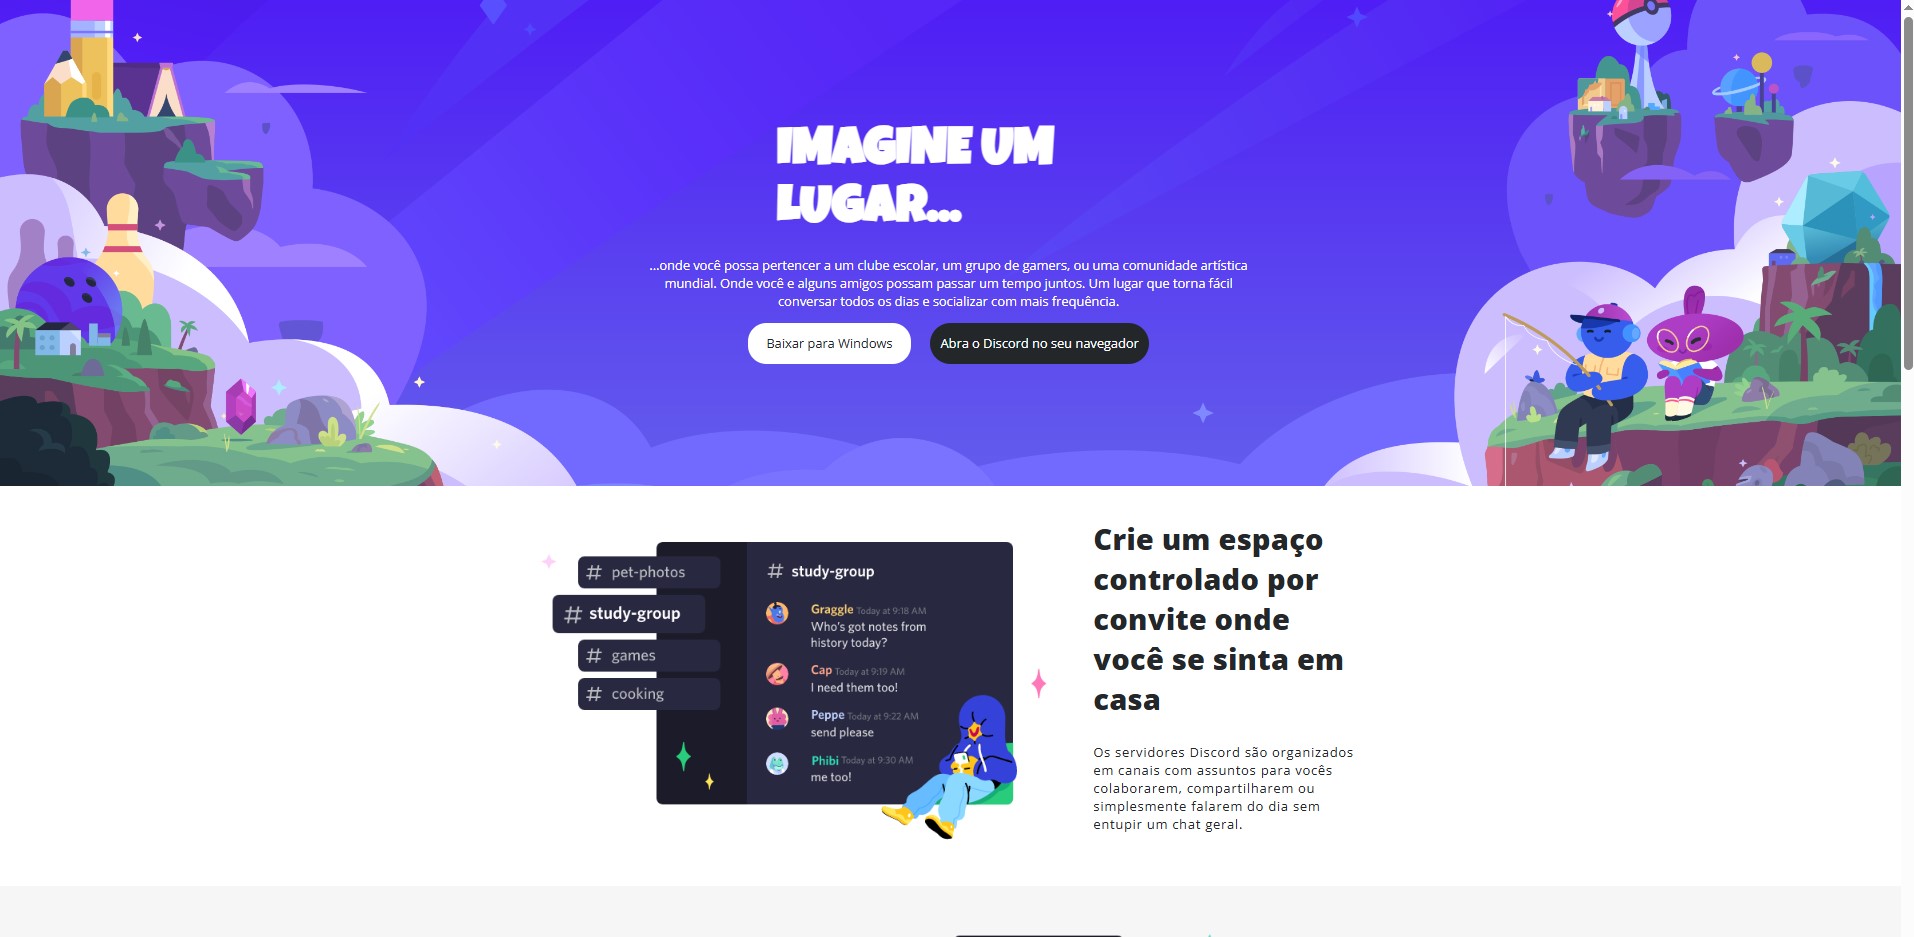 IMAGINE UM
LUGAR...
...onde você possa pertencer a um clube escolar, um grupo de gamers, ou uma comunidade artística
mundial. Onde você e alguns amigos possam passar um tempo juntos. Um lugar que torna fácil
conversar todos os dias e socializar com mais frequência.
Baixar para Windows
Abra o Discord no seu navegador
# pet-photos
# study-group
# games
# cooking
# study-group
Graggle Today at 9:18 AM
Who's got notes from
history today?
Cap Today at 9:19 AM
I need them too!
Peppe Today at 9:22 AM
send please
Phibi Today at 9:30 AM
me too!
Crie um espaço
controlado por
convite onde
você se sinta em
casa
Os servidores Discord são organizados
em canais com assuntos para vocês
colaborarem, compartilharem ou
simplesmente falarem do dia sem
entupir um chat geral.